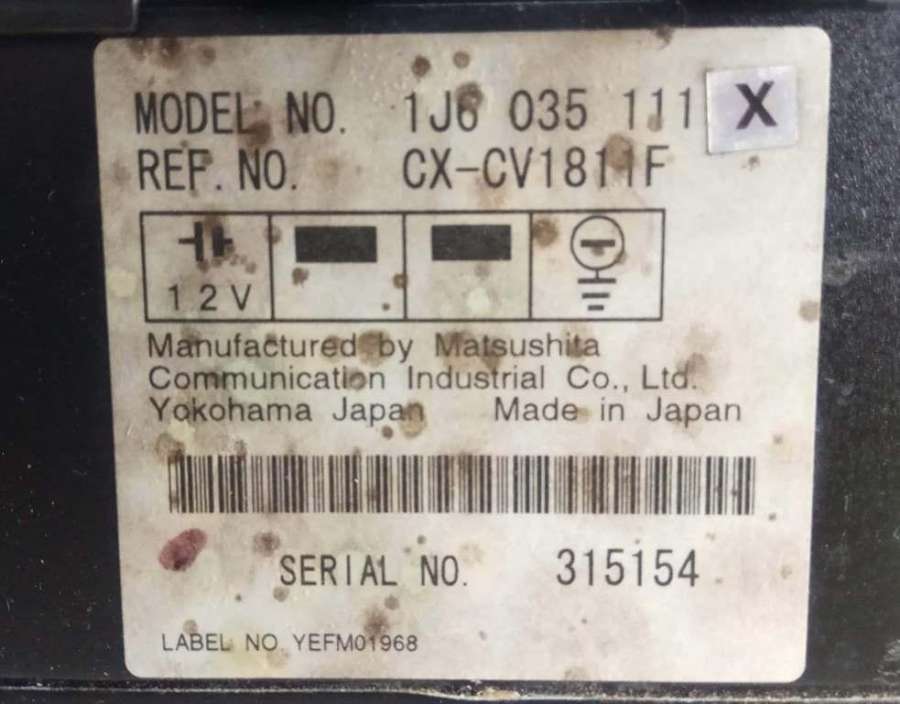 MODEL NO. 1J6 035 111 X
REF. NO. CX-CV1811F
12V
Manufactured by Matsushita
Communication Industrial Co., Ltd.
Yokohama Japan Made in Japan
SERIAL NO. 315154
LABEL NO YEFM01968